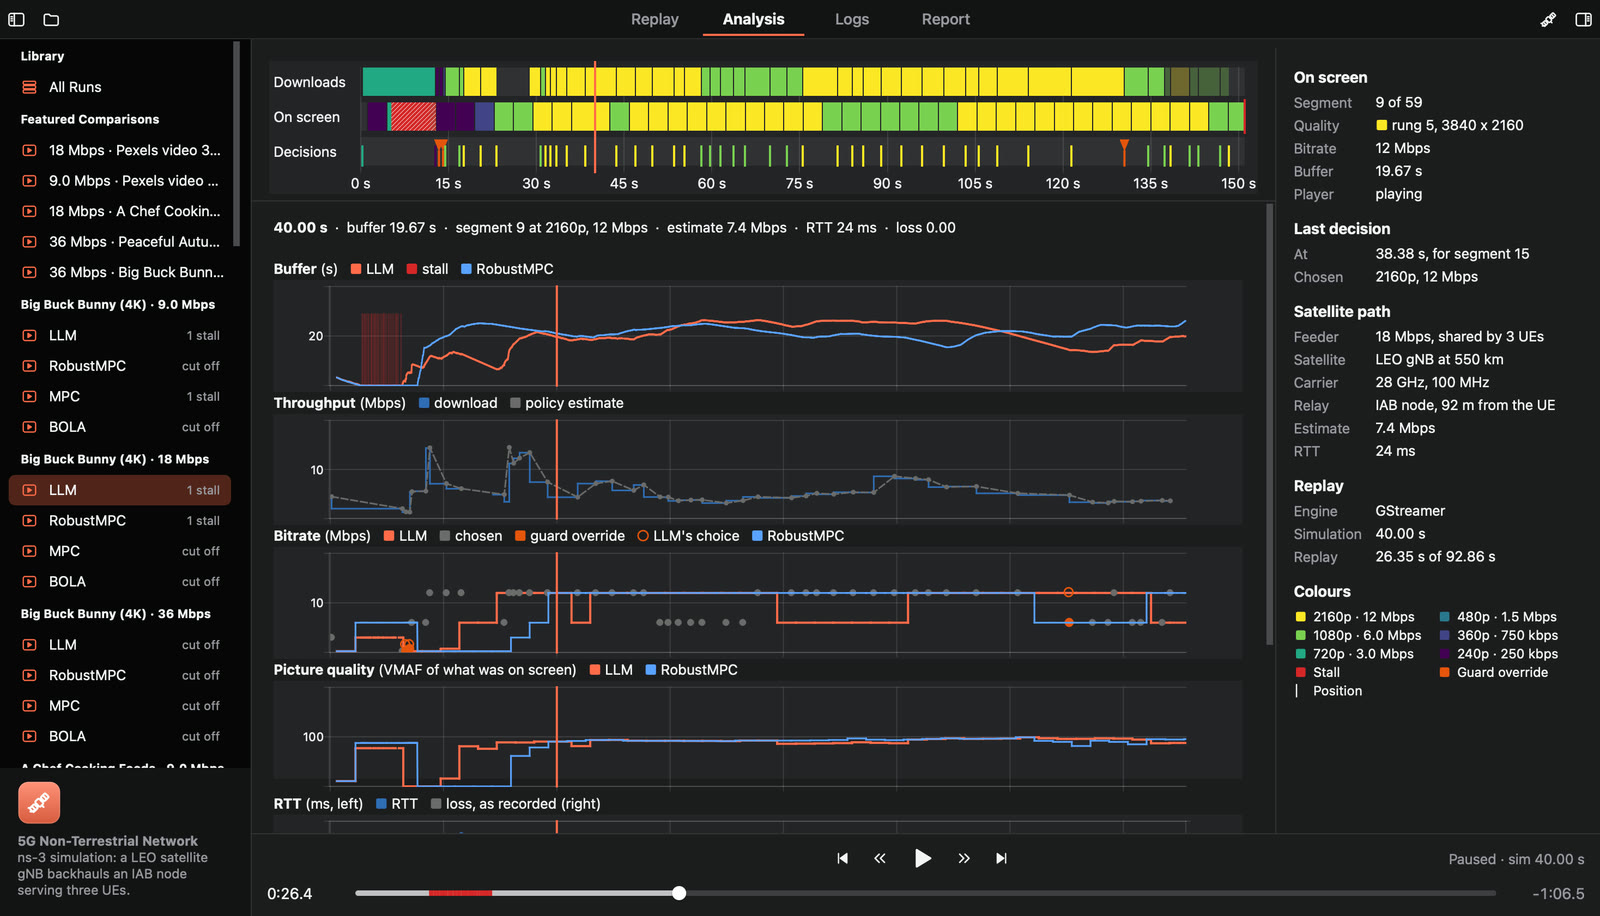 Replay
Analysis
Logs
Report
Library
All Runs
Featured Comparisons
18 Mbps · Pexels video 3...
9.0 Mbps · Pexels video ...
18 Mbps · A Chef Cookin...
36 Mbps · Peaceful Autu...
36 Mbps · Big Buck Bunn...
Big Buck Bunny (4K) · 9.0 Mbps
LLM 1 stall
RobustMPC cut off
MPC 1 stall
BOLA cut off
Big Buck Bunny (4K) · 18 Mbps
LLM 1 stall
RobustMPC 1 stall
MPC cut off
BOLA cut off
Big Buck Bunny (4K) · 36 Mbps
LLM cut off
RobustMPC cut off
MPC cut off
BOLA cut off
A Chef Cooking Foods · 9.0 Mbps
5G Non-Terrestrial Network
ns-3 simulation: a LEO satellite
gNB backhauls an IAB node
serving three UEs.
Downloads
On screen
Decisions
0 s 15 s 30 s 45 s 60 s 75 s 90 s 105 s 120 s 135 s 150 s
40.00 s · buffer 19.67 s · segment 9 at 2160p, 12 Mbps · estimate 7.4 Mbps · RTT 24 ms · loss 0.00
Buffer (s) LLM stall RobustMPC
20
Throughput (Mbps) download policy estimate
10
Bitrate (Mbps) LLM chosen guard override LLM's choice RobustMPC
10
Picture quality (VMAF of what was on screen) LLM RobustMPC
100
RTT (ms, left) RTT loss, as recorded (right)
On screen
Segment 9 of 59
Quality rung 5, 3840 x 2160
Bitrate 12 Mbps
Buffer 19.67 s
Player playing
Last decision
At 38.38 s, for segment 15
Chosen 2160p, 12 Mbps
Satellite path
Feeder 18 Mbps, shared by 3 UEs
Satellite LEO gNB at 550 km
Carrier 28 GHz, 100 MHz
Relay IAB node, 92 m from the UE
Estimate 7.4 Mbps
RTT 24 ms
Replay
Engine GStreamer
Simulation 40.00 s
Replay 26.35 s of 92.86 s
Colours
2160p · 12 Mbps 480p · 1.5 Mbps
1080p · 6.0 Mbps 360p · 750 kbps
720p · 3.0 Mbps 240p · 250 kbps
Stall Guard override
Position
Paused · sim 40.00 s
0:26.4 -1:06.5